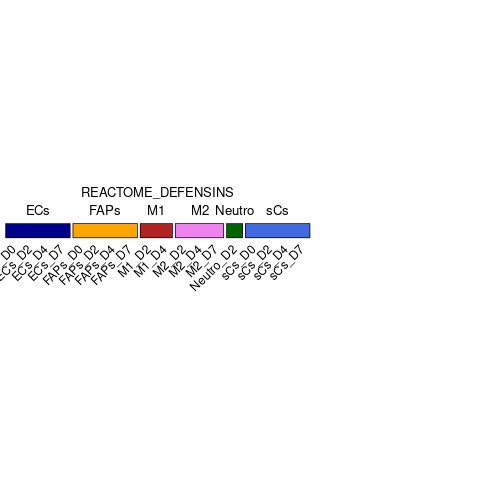 REACTOME_DEFENSINS
ECs FAPs M1 M2 Neutro sCs
ECs_D0
ECs_D2
ECs_D4
ECs_D7
FAPs_D0
FAPs_D2
FAPs_D4
FAPs_D7
M1_D2
M1_D4
M2_D2
M2_D4
M2_D7
Neutro_D2
sCs_D0
sCs_D2
sCs_D4
sCs_D7